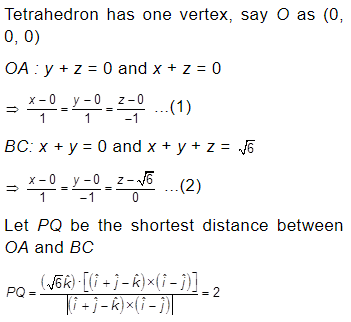 Tetrahedron has one vertex, say O as (0,
0, 0)
OA : y + z = 0 and x + z = 0
⇒ (x − 0)/1 = (y − 0)/1 = (z − 0)/−1 ...(1)
BC: x + y = 0 and x + y + z = √6
⇒ (x − 0)/1 = (y − 0)/−1 = (z − √6)/0 ...(2)
Let PQ be the shortest distance between
OA and BC
PQ = (√6k̂)·[(î + ĵ − k̂)×(î − ĵ)]/|(î + ĵ − k̂)×(î − ĵ)| = 2